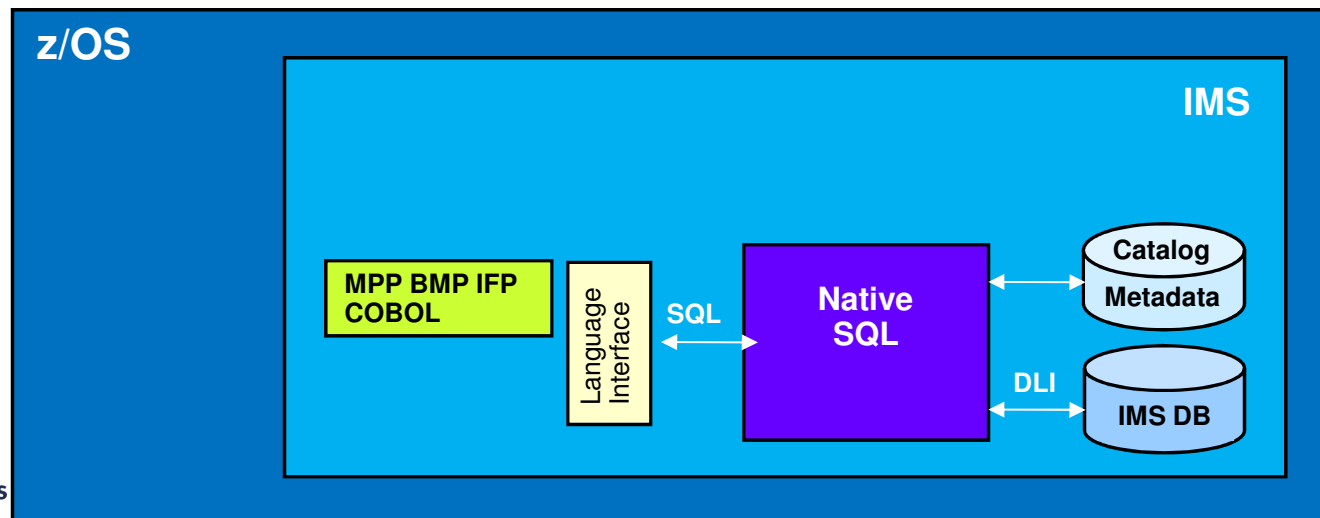 z/OS
IMS
MPP BMP IFP
COBOL
Language
Interface
SQL
Native
SQL
Catalog
Metadata
DLI
IMS DB
s